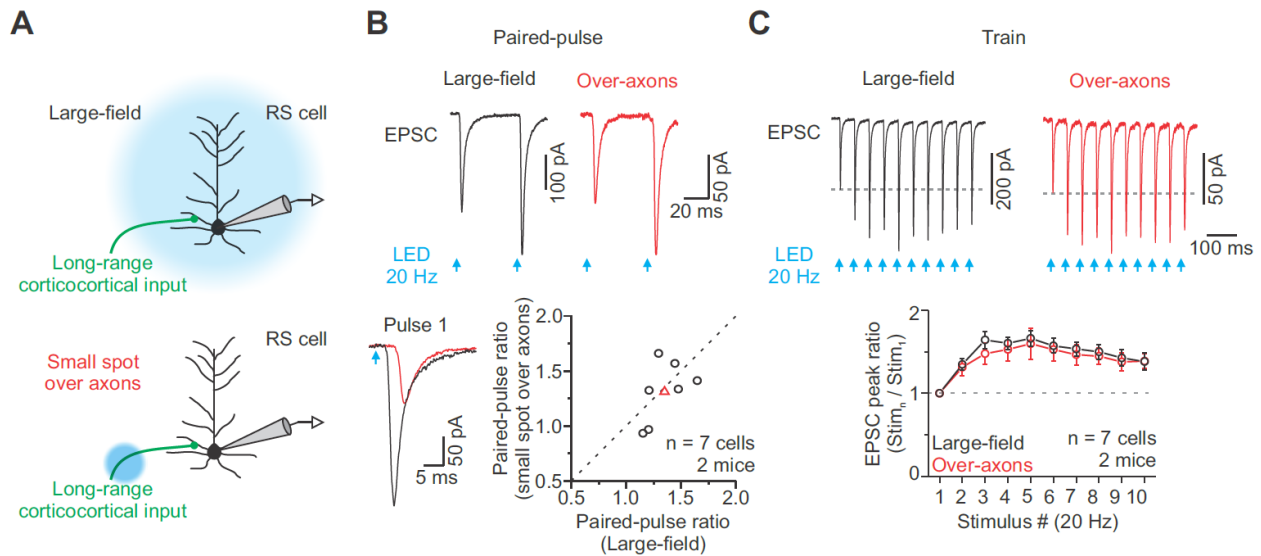 A
Large-field
RS cell
Long-range
corticocortical input
Small spot
over axons
RS cell
Long-range
corticocortical input
B
Paired-pulse
Large-field
Over-axons
EPSC
100 pA
50 pA
20 ms
LED
20 Hz
Pulse 1
50 pA
5 ms
Paired-pulse ratio
(small spot over axons)
2.0
1.5
1.0
0.5
n = 7 cells
2 mice
0.5
1.0
1.5
2.0
Paired-pulse ratio
(Large-field)
C
Train
Large-field
Over-axons
EPSC
200 pA
50 pA
100 ms
LED
20 Hz
EPSC peak ratio
(Stimn / Stim1)
2
1
0
Large-field
Over-axons
n = 7 cells
2 mice
1 2 3 4 5 6 7 8 9 10
Stimulus # (20 Hz)